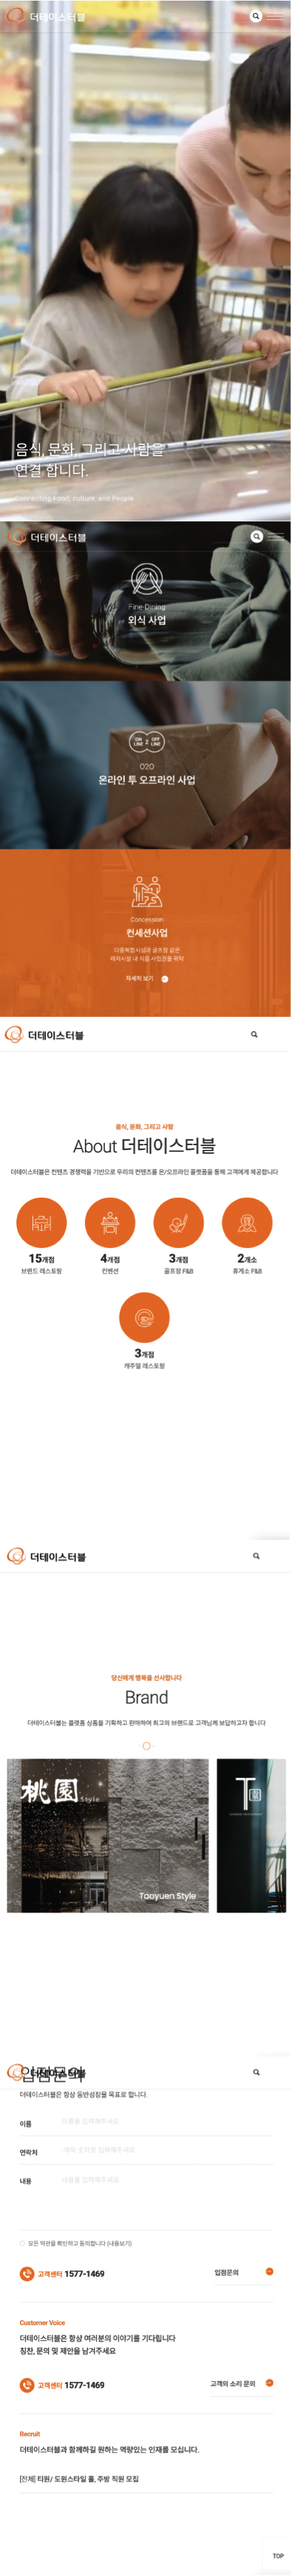 더테이스터블
음식, 문화, 그리고 사람을
연결 합니다.
Connecting Food, culture, and People
더테이스터블
Fine-Dining
외식 사업
ON LINE 2 OFF LINE
O2O
온라인 투 오프라인 사업
Concession
컨세션사업
다중복합시설과 골프장 같은
레저시설 내 식음 사업권을 위탁
자세히 보기
더테이스터블
음식, 문화, 그리고 사람
About 더테이스터블
더테이스터블은 컨텐츠 경쟁력을 기반으로 우리의 컨텐츠를 온/오프라인 플랫폼을 통해 고객에게 제공합니다
15개점 4개점 3개점 2개소
브랜드 레스토랑 컨벤션 골프장 F&B 휴게소 F&B
3개점
캐주얼 레스토랑
더테이스터블
당신에게 행복을 선사합니다
Brand
더테이스터블는 플랫폼 상품을 기획하고 판매하며 최고의 브랜드로 고객님께 보답하고자 합니다
桃園 Style
Taoyuen Style
입점문의
더테이스터블
더테이스터블은 항상 동반성장을 목표로 합니다.
이름 이름을 입력해주세요
연락처 -제외 숫자로 입력해주세요
내용 내용을 입력해주세요
모든 약관을 확인하고 동의합니다 (내용보기)
고객센터 1577-1469 입점문의
Customer Voice
더테이스터블은 항상 여러분의 이야기를 기다립니다
칭찬, 문의 및 제안을 남겨주세요
고객센터 1577-1469 고객의 소리 문의
Recruit
더테이스터블과 함께하길 원하는 역량있는 인재를 모십니다.
[전체] 티원/ 도원스타일 홀, 주방 직원 모집
TOP